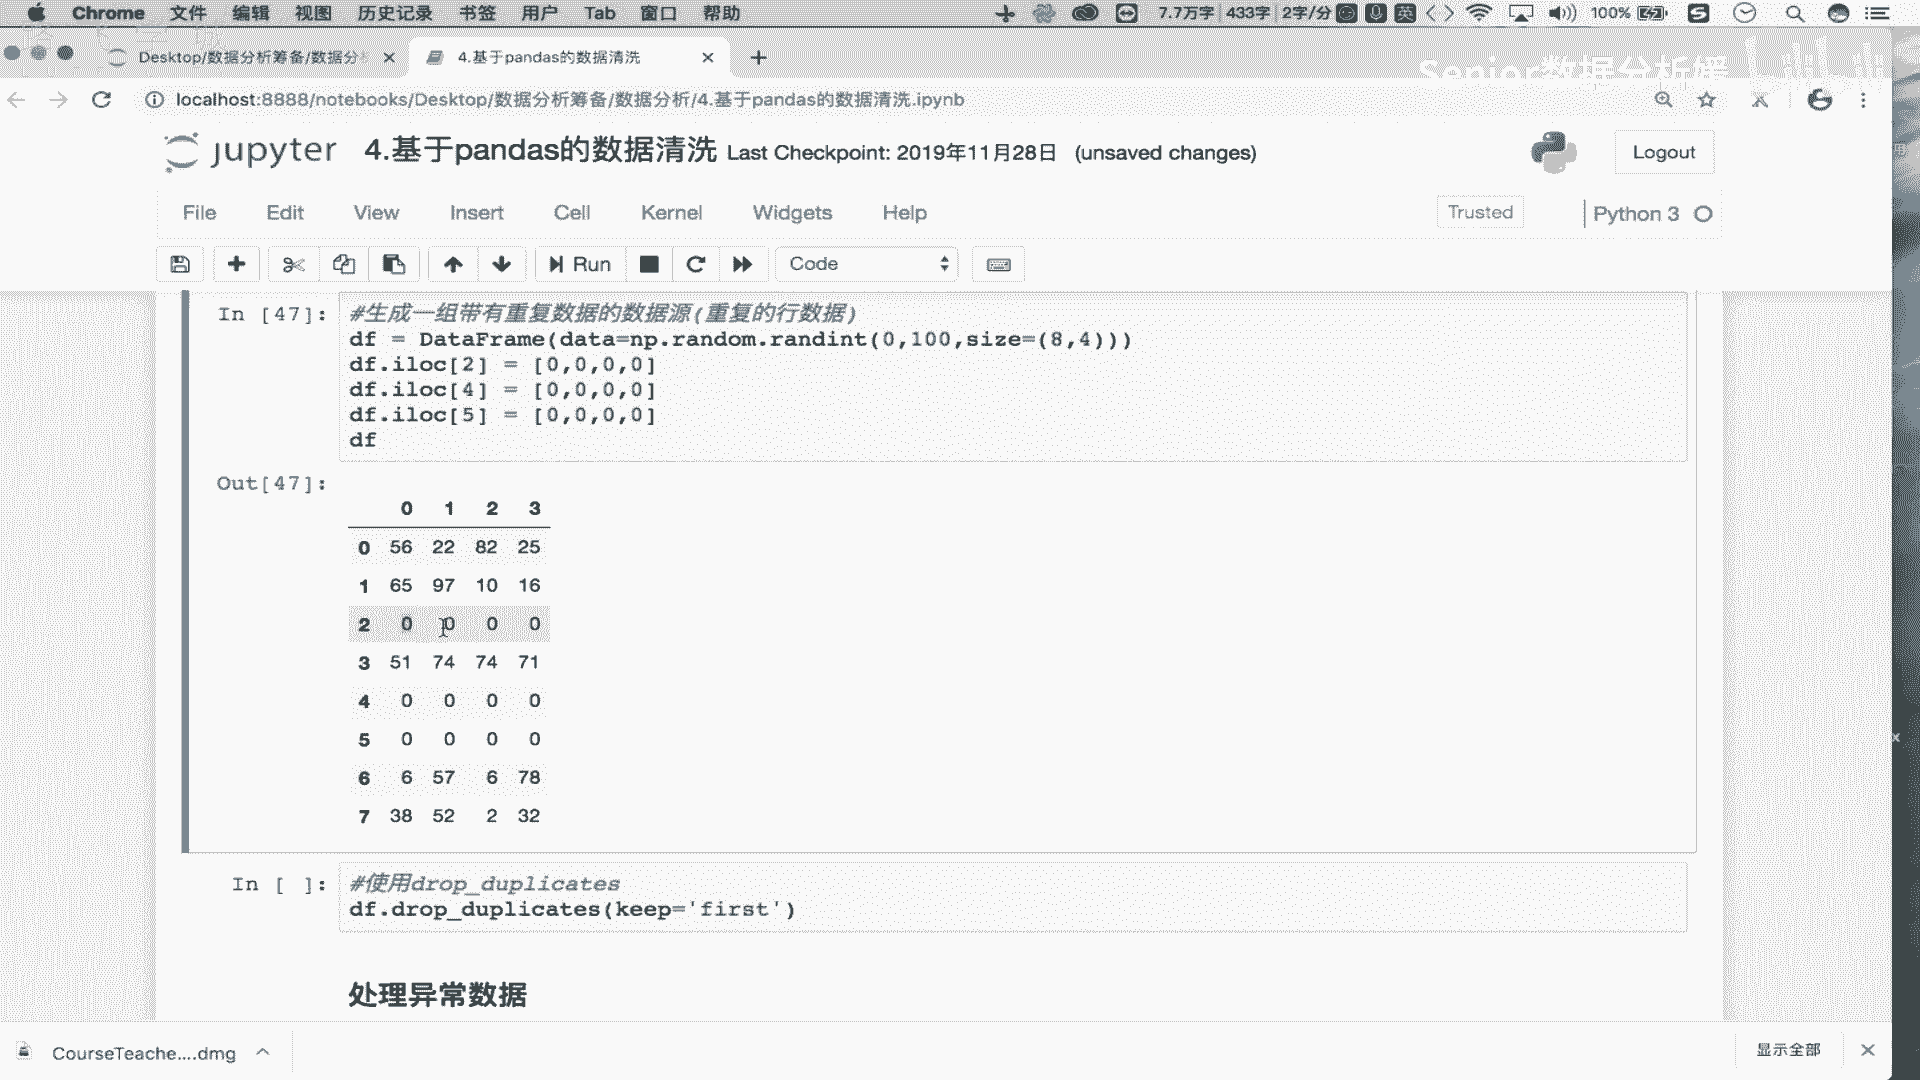 Chrome 文件 编辑 视图 历史记录 书签 用户 Tab 窗口 帮助 7.7万字 433字 2字/分 英 100%
Desktop/数据分析筹备/数据分 4.基于pandas的数据清洗
Senior数据分析媛 bilibili
localhost:8888/notebooks/Desktop/数据分析筹备/数据分析/4.基于pandas的数据清洗.ipynb
jupyter 4.基于pandas的数据清洗 Last Checkpoint: 2019年11月28日 (unsaved changes) Logout
File Edit View Insert Cell Kernel Widgets Help Trusted Python 3
Run Code
In [47]: #生成一组带有重复数据的数据源(重复的行数据)
df = DataFrame(data=np.random.randint(0,100,size=(8,4)))
df.iloc[2] = [0,0,0,0]
df.iloc[4] = [0,0,0,0]
df.iloc[5] = [0,0,0,0]
df
Out[47]:
0 1 2 3
0 56 22 82 25
1 65 97 10 16
2 0 0 0 0
3 51 74 74 71
4 0 0 0 0
5 0 0 0 0
6 6 57 6 78
7 38 52 2 32
In [ ]: #使用drop_duplicates
df.drop_duplicates(keep='first')
处理异常数据
CourseTeache....dmg 显示全部